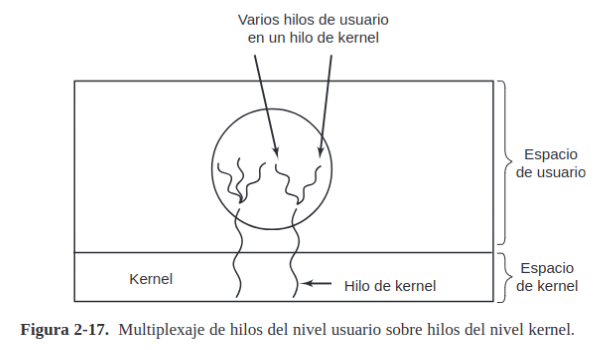 Varios hilos de usuario
en un hilo de kernel
Espacio
de usuario
Kernel
Hilo de kernel
Espacio
de kernel
Figura 2-17. Multiplexaje de hilos del nivel usuario sobre hilos del nivel kernel.